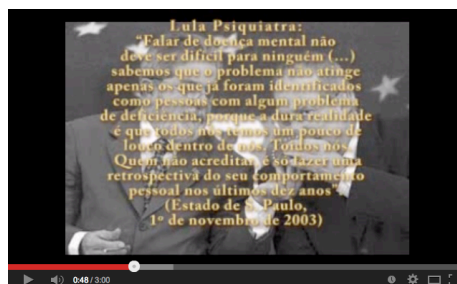 Lula Psiquiatra:
"Falar de doença mental não
deve ser difícil para ninguém (...)
sabemos que o problema não atinge
apenas os que já foram identificados
como pessoas com algum problema
de deficiência, porque a dura realidade
é que todos nós temos um pouco de
louco dentro de nós. Todos nós.
Quem não acreditar é só fazer uma
retrospectiva do seu comportamento
pessoal nos últimos dez anos"
(Estado de S. Paulo,
1º de novembro de 2003)
0:48 / 3:00